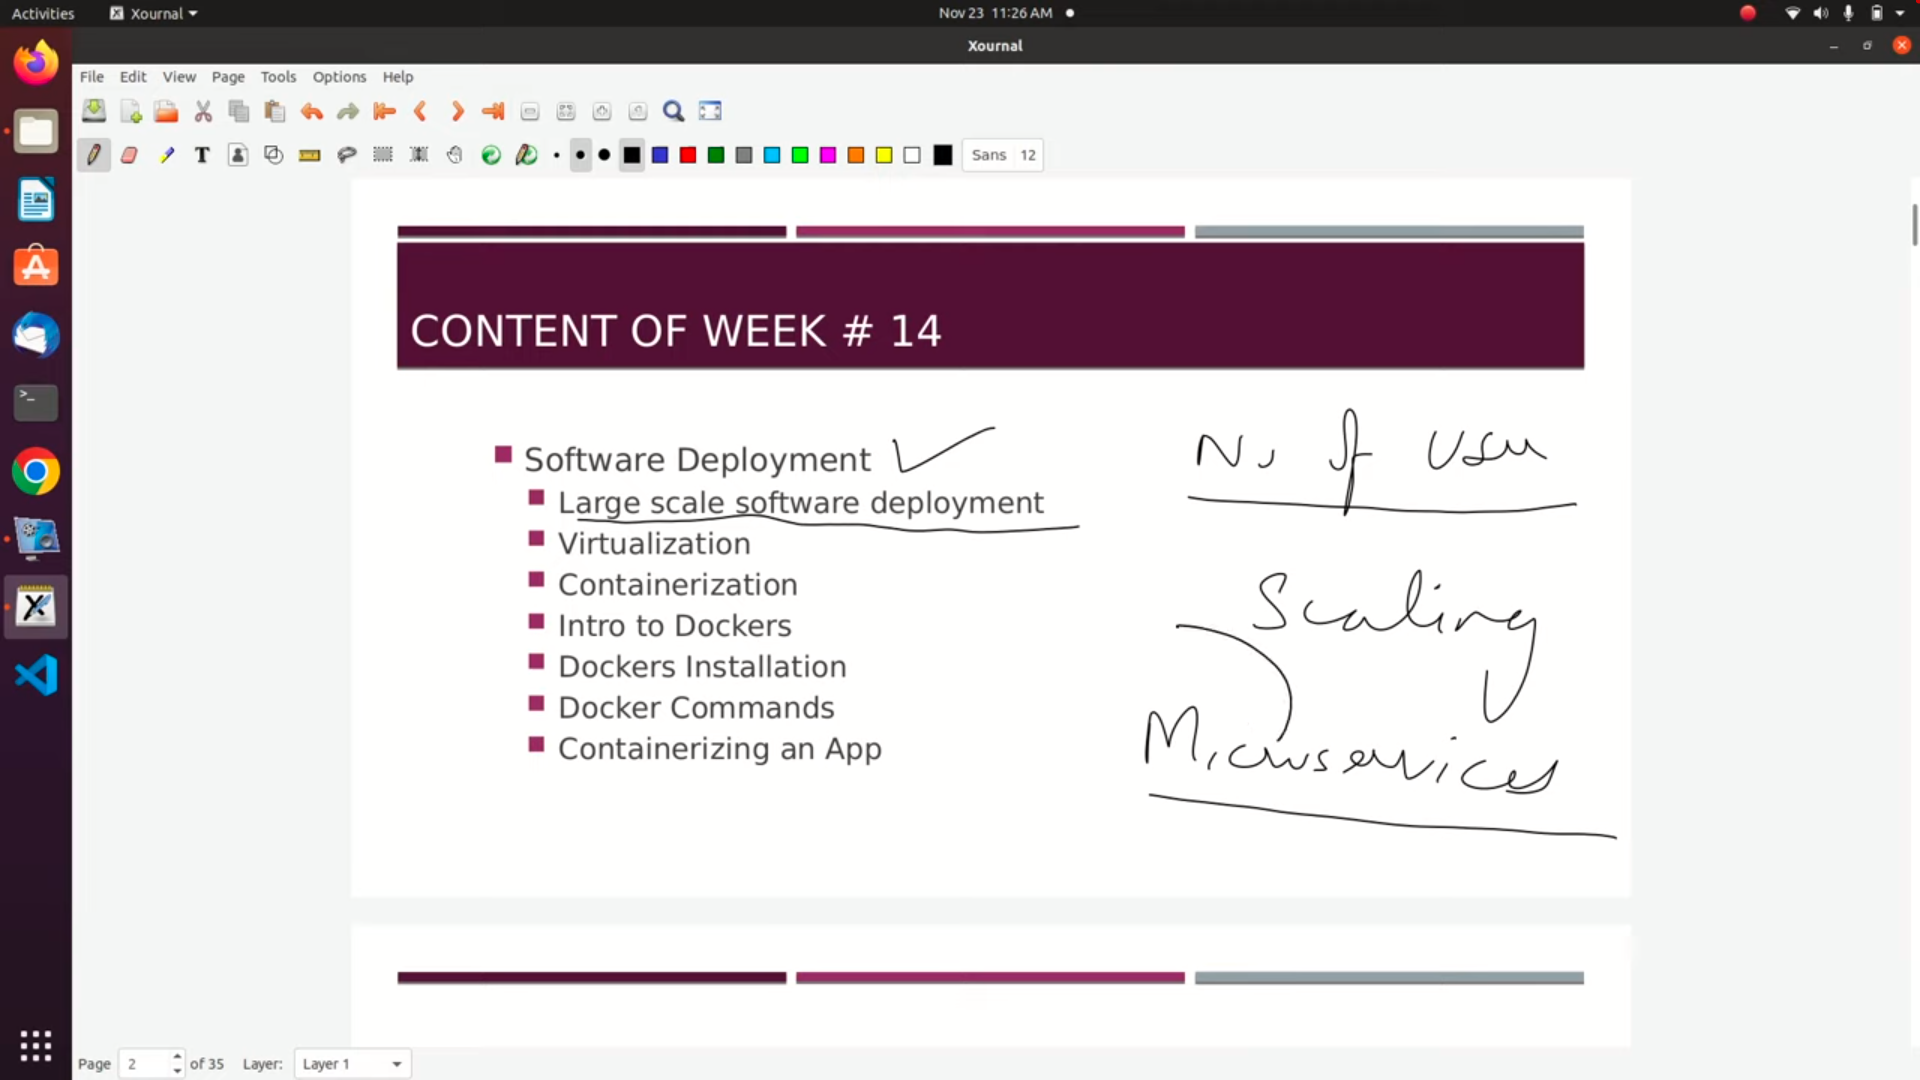 Activities Xournal Nov 23 11:26 AM
Xournal
File Edit View Page Tools Options Help
Sans 12
CONTENT OF WEEK # 14
Software Deployment
Large scale software deployment
Virtualization
Containerization
Intro to Dockers
Dockers Installation
Docker Commands
Containerizing an App
of
Scaling
Microservices
Page 2 of 35 Layer: Layer 1